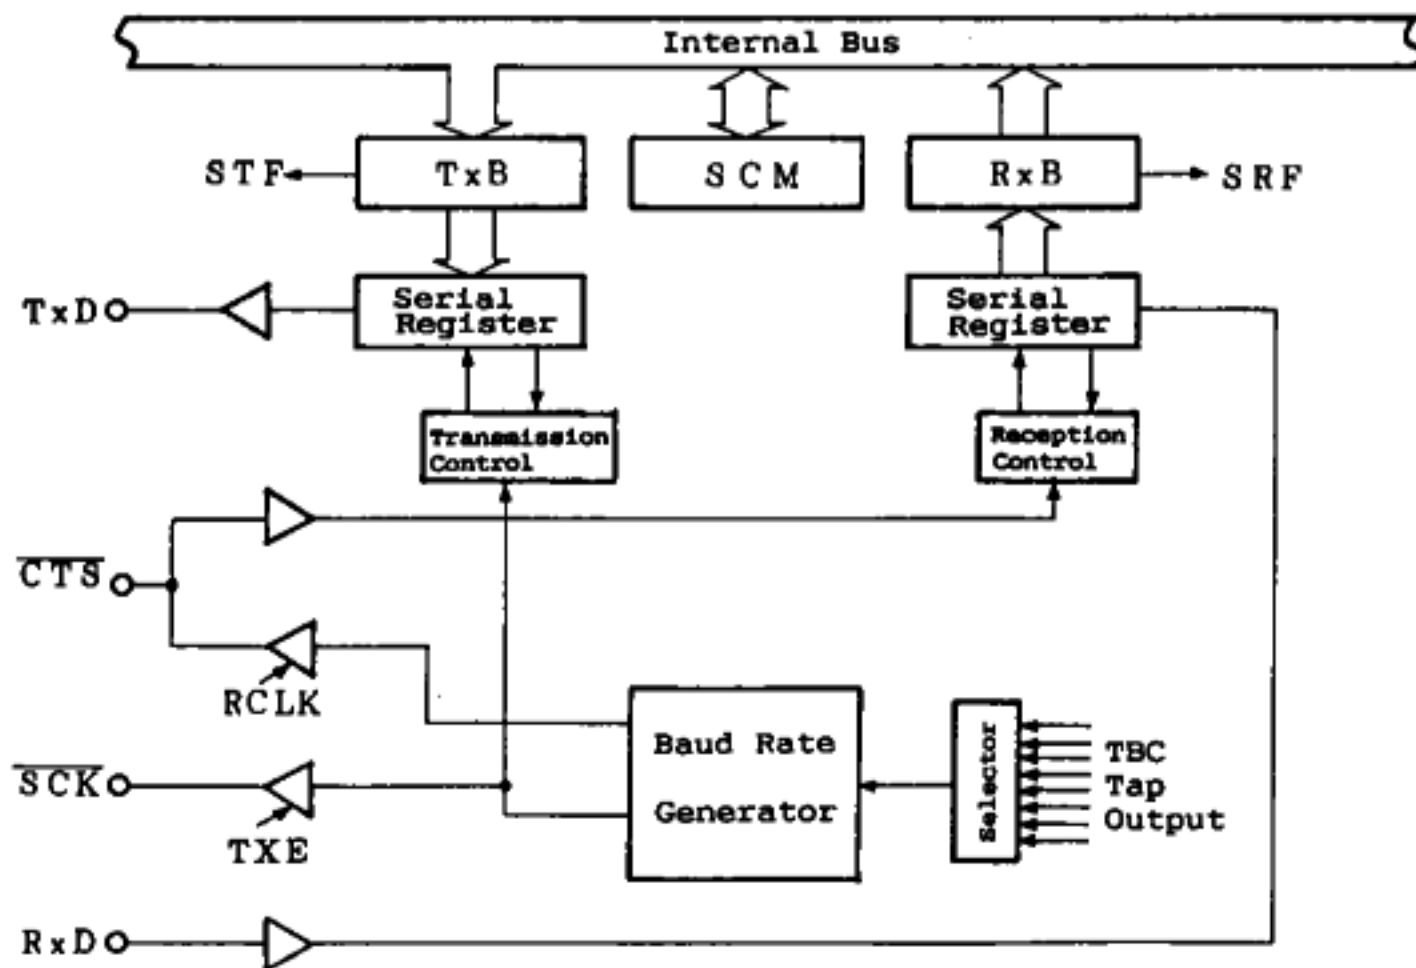 Internal Bus
STF
TxB
SCM
RxB
SRF
TxD
Serial
Register
Serial
Register
Transmission
Control
Reception
Control
CTS
RCLK
SCK
TXE
Baud Rate
Generator
Selector
TBC
Tap
Output
RxD